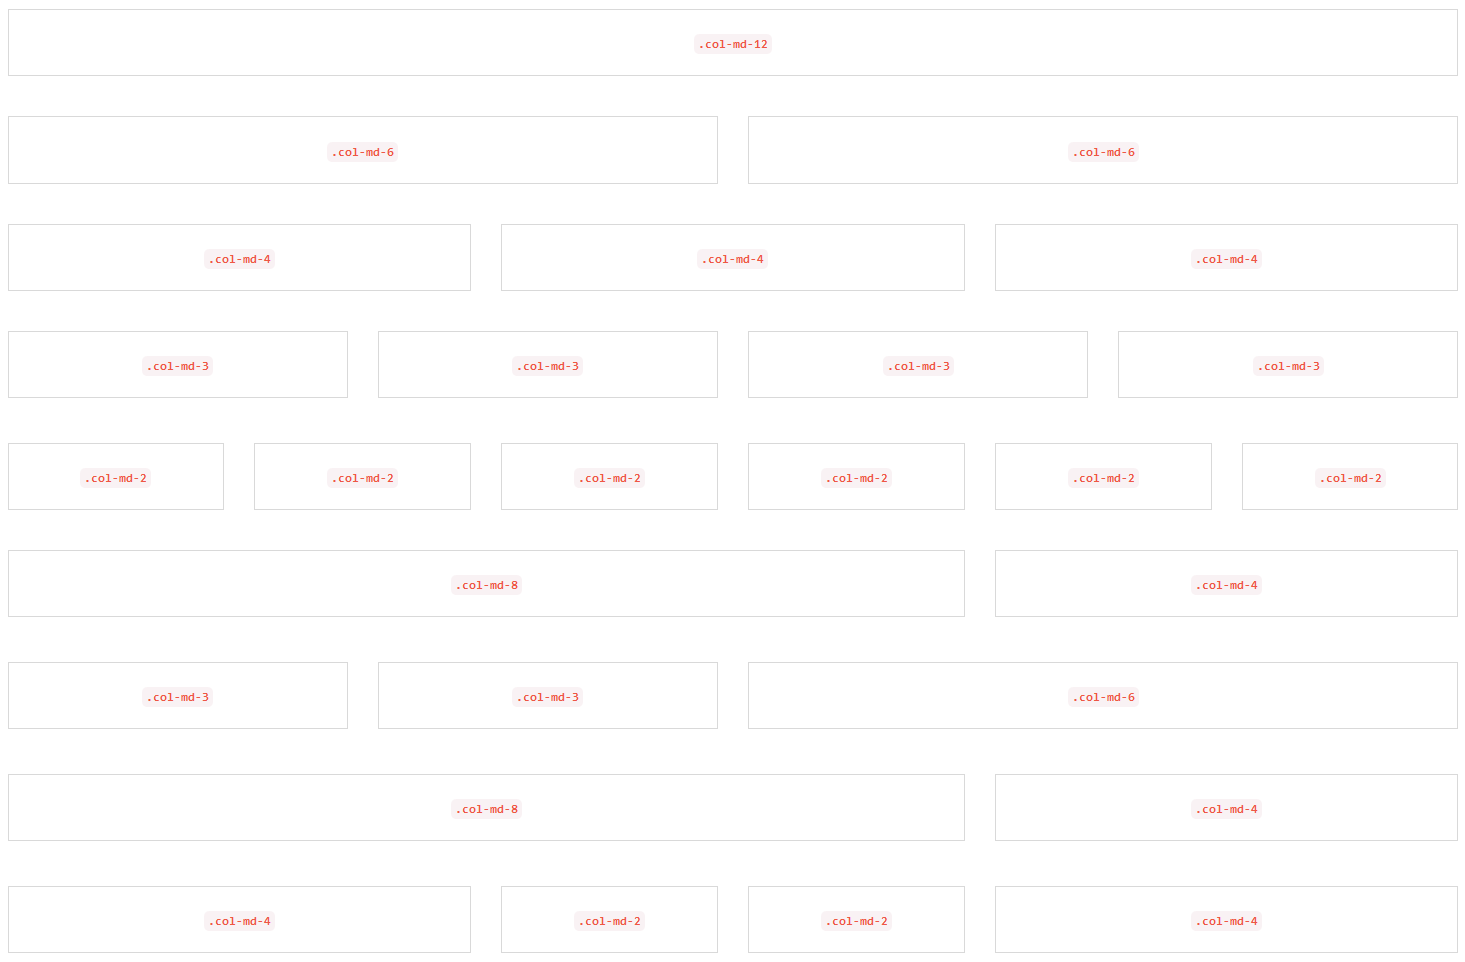 .col-md-12
.col-md-6 .col-md-6
.col-md-4 .col-md-4 .col-md-4
.col-md-3 .col-md-3 .col-md-3 .col-md-3
.col-md-2 .col-md-2 .col-md-2 .col-md-2 .col-md-2 .col-md-2
.col-md-8 .col-md-4
.col-md-3 .col-md-3 .col-md-6
.col-md-8 .col-md-4
.col-md-4 .col-md-2 .col-md-2 .col-md-4